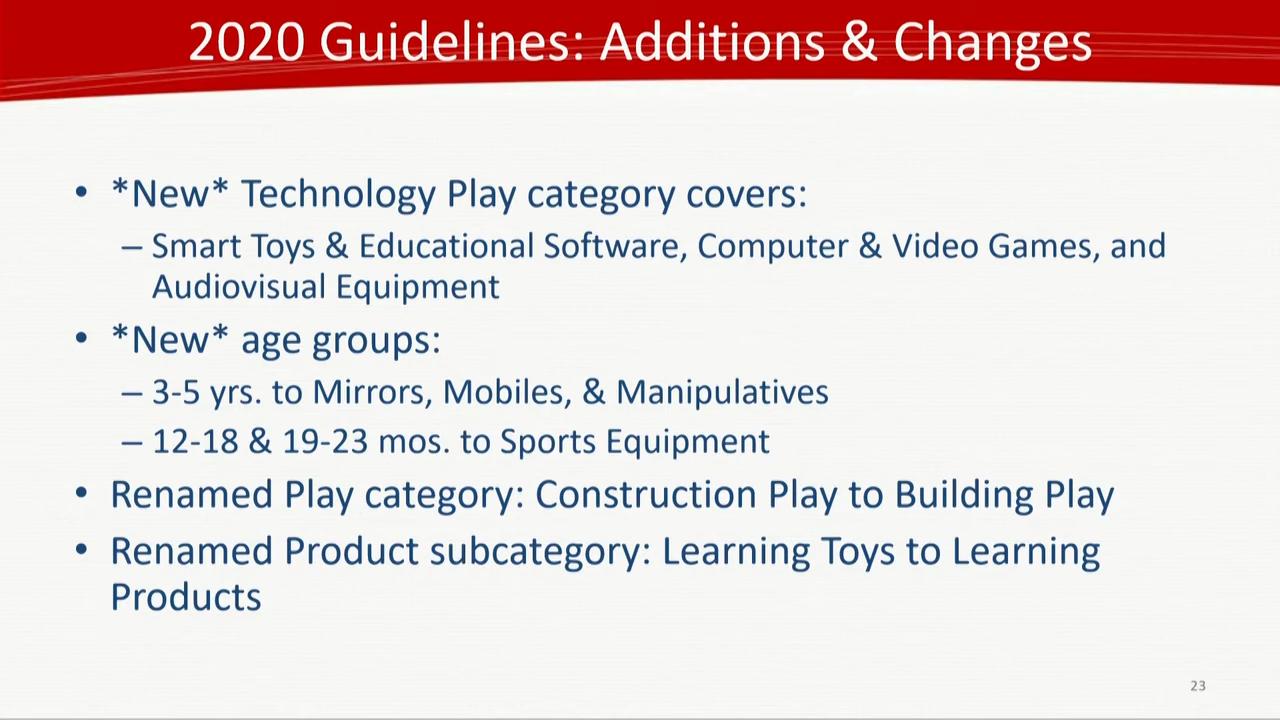 2020 Guidelines: Additions & Changes
• *New* Technology Play category covers:
– Smart Toys & Educational Software, Computer & Video Games, and
Audiovisual Equipment
• *New* age groups:
– 3-5 yrs. to Mirrors, Mobiles, & Manipulatives
– 12-18 & 19-23 mos. to Sports Equipment
• Renamed Play category: Construction Play to Building Play
• Renamed Product subcategory: Learning Toys to Learning
Products
23